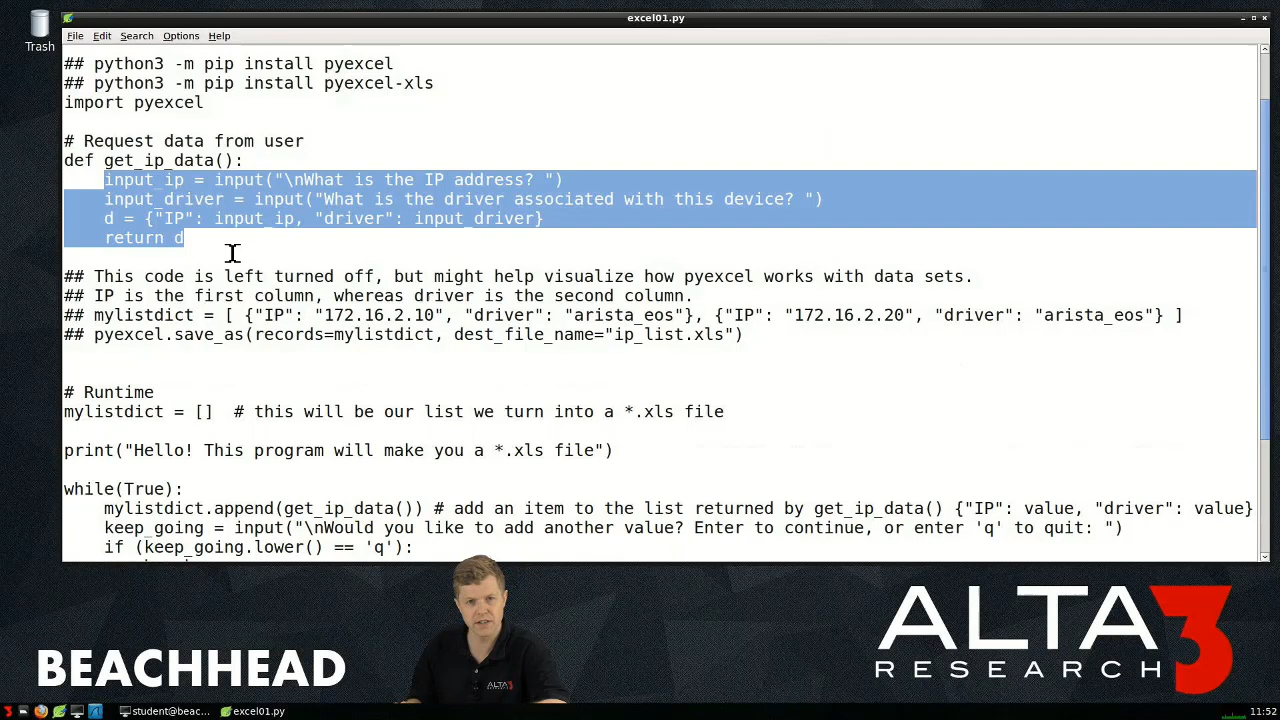 excel01.py
Trash
File Edit Search Options Help
## python3 -m pip install pyexcel
## python3 -m pip install pyexcel-xls
import pyexcel
# Request data from user
def get_ip_data():
    input_ip = input("\nWhat is the IP address? ")
    input_driver = input("What is the driver associated with this device? ")
    d = {"IP": input_ip, "driver": input_driver}
    return d
## This code is left turned off, but might help visualize how pyexcel works with data sets.
## IP is the first column, whereas driver is the second column.
## mylistdict = [ {"IP": "172.16.2.10", "driver": "arista_eos"}, {"IP": "172.16.2.20", "driver": "arista_eos"} ]
## pyexcel.save_as(records=mylistdict, dest_file_name="ip_list.xls")
# Runtime
mylistdict = []  # this will be our list we turn into a *.xls file
print("Hello! This program will make you a *.xls file")
while(True):
    mylistdict.append(get_ip_data()) # add an item to the list returned by get_ip_data() {"IP": value, "driver": value}
    keep_going = input("\nWould you like to add another value? Enter to continue, or enter 'q' to quit: ")
    if (keep_going.lower() == 'q'):
BEACHHEAD
ALTA3
RESEARCH
ALTA3
student@beac...
excel01.py
11:52